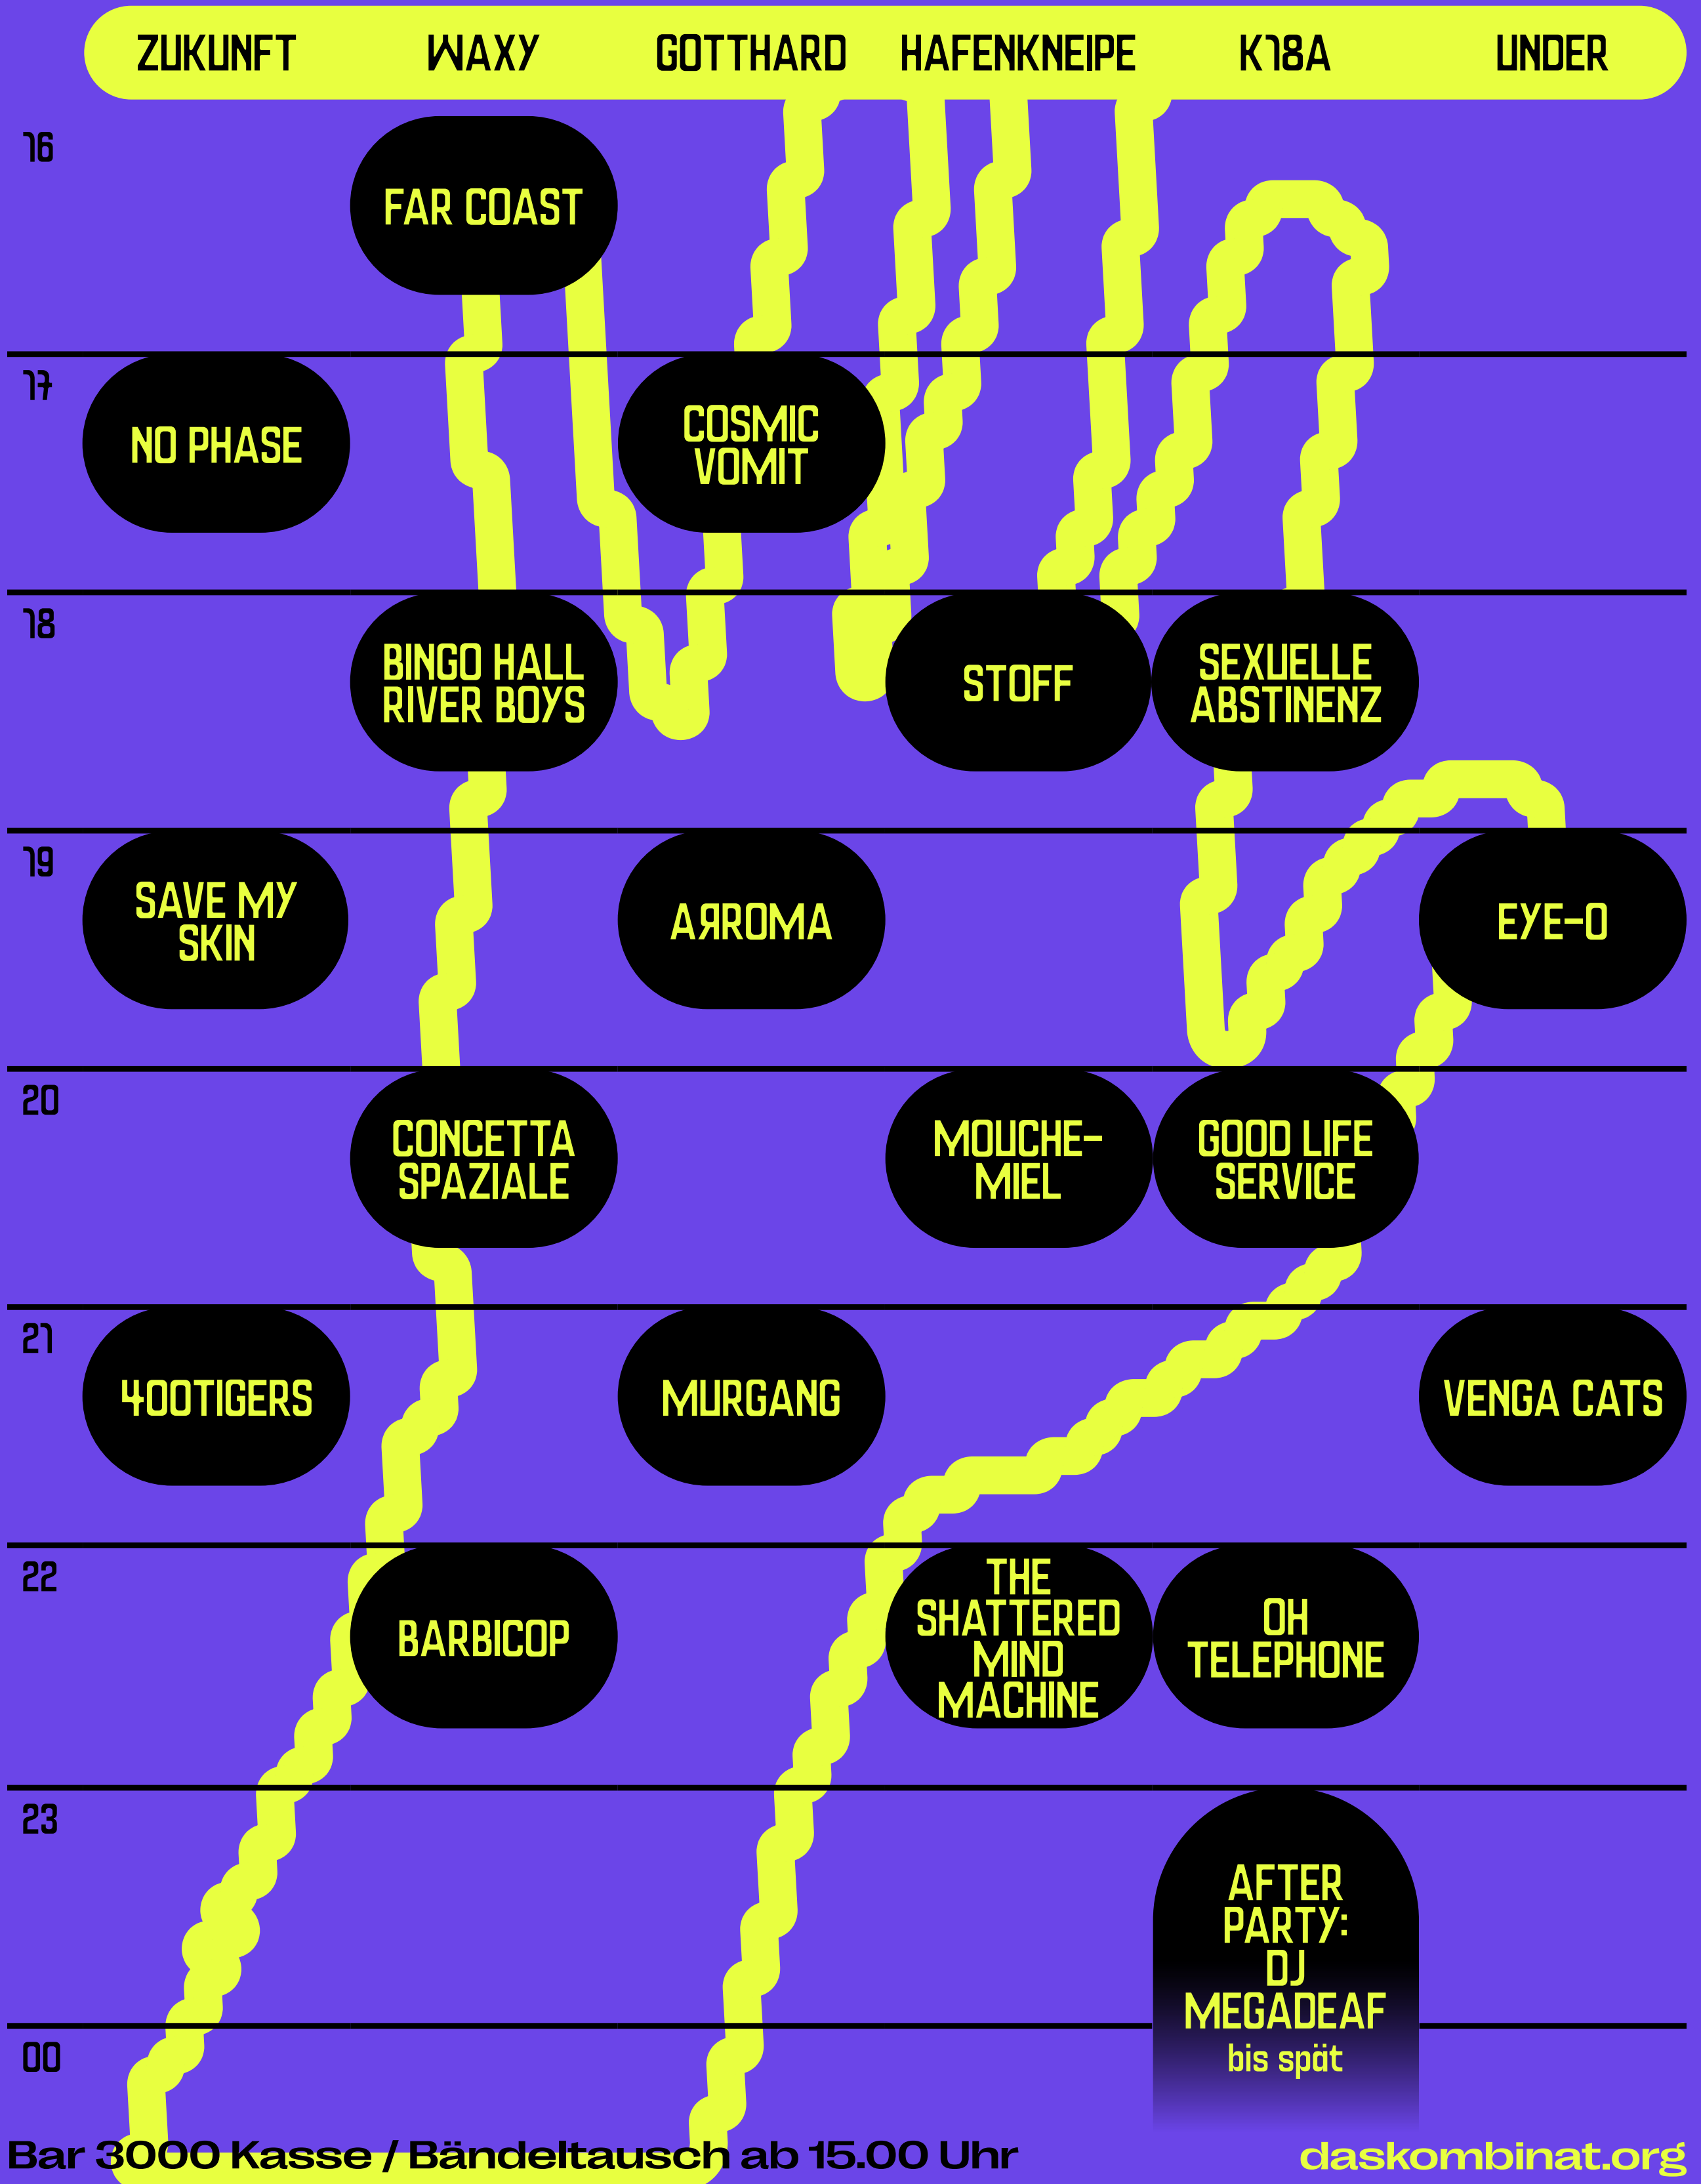 ZUKUNFT WAXY GOTTHARD HAFENKNEIPE K18A UNDER
16
FAR COAST
17
NO PHASE
COSMIC
VOMIT
18
BINGO HALL
RIVER BOYS
STOFF
SEXUELLE
ABSTINENZ
19
SAVE MY
SKIN
AЯROMA
EYE-O
20
CONCETTA
SPAZIALE
MOUCHE-
MIEL
GOOD LIFE
SERVICE
21
400TIGERS
MURGANG
VENGA CATS
22
BARBICOP
THE
SHATTERED
MIND
MACHINE
OH
TELEPHONE
23
AFTER
PARTY:
DJ
MEGADEAF
bis spät
00
Bar 3000 Kasse / Bändeltausch ab 15.00 Uhr
daskombinat.org